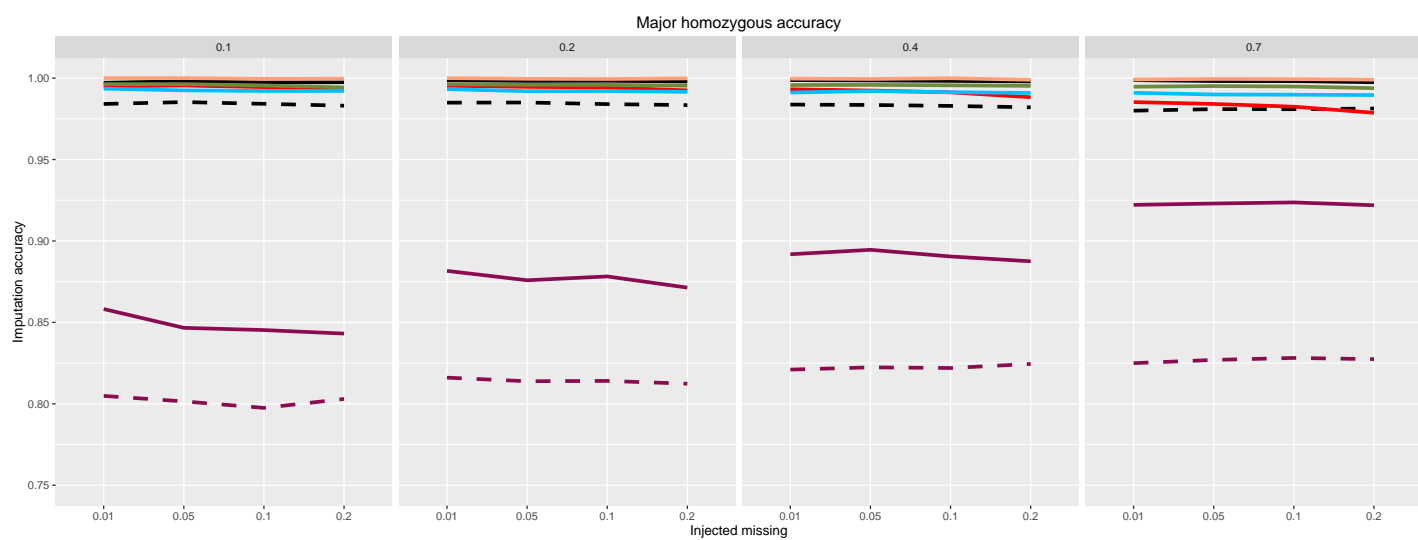 Major homozygous accuracy
0.1 0.2 0.4 0.7
Imputation accuracy
1.00
0.95
0.90
0.85
0.80
0.75
0.01 0.05 0.1 0.2 0.01 0.05 0.1 0.2 0.01 0.05 0.1 0.2 0.01 0.05 0.1 0.2
Injected missing